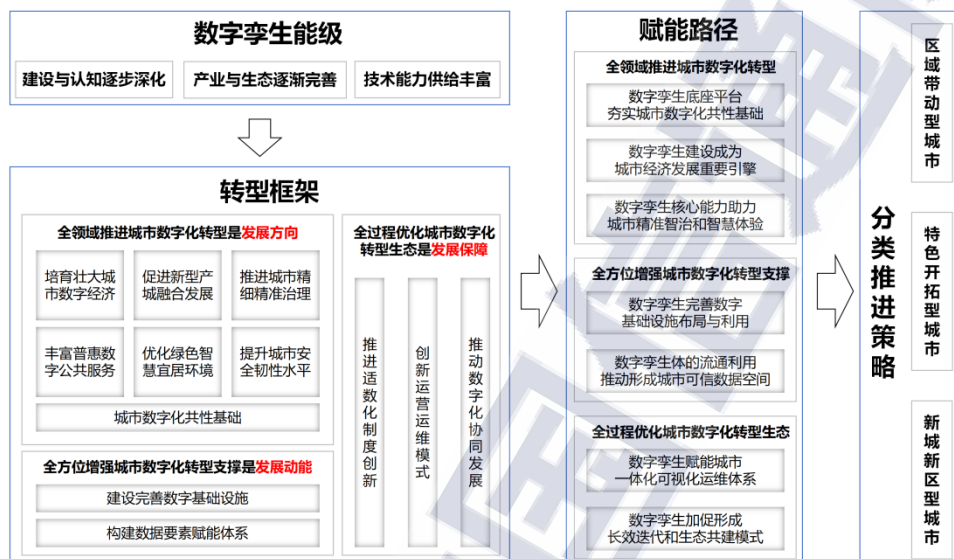 数字孪生能级
建设与认知逐步深化
产业与生态逐渐完善
技术能力供给丰富
转型框架
全领域推进城市数字化转型是发展方向
培育壮大城
市数字经济
促进新型产
城融合发展
推进城市精
细精准治理
丰富普惠数
字公共服务
优化绿色智
慧宜居环境
提升城市安
全韧性水平
城市数字化共性基础
全方位增强城市数字化转型支撑是发展动能
建设完善数字基础设施
构建数据要素赋能体系
全过程优化城市数字化
转型生态是发展保障
推进适数化制度创新
创新运营运维模式
推动数字化协同发展
赋能路径
全领域推进城市数字化转型
数字孪生底座平台
夯实城市数字化共性基础
数字孪生建设成为
城市经济发展重要引擎
数字孪生核心能力助力
城市精准智治和智慧体验
全方位增强城市数字化转型支撑
数字孪生完善数字
基础设施布局与利用
数字孪生体的流通利用
推动形成城市可信数据空间
全过程优化城市数字化转型生态
数字孪生赋能城市
一体化可视化运维体系
数字孪生加促形成
长效迭代和生态共建模式
分类推进策略
区域带动型城市
特色开拓型城市
新城新区型城市